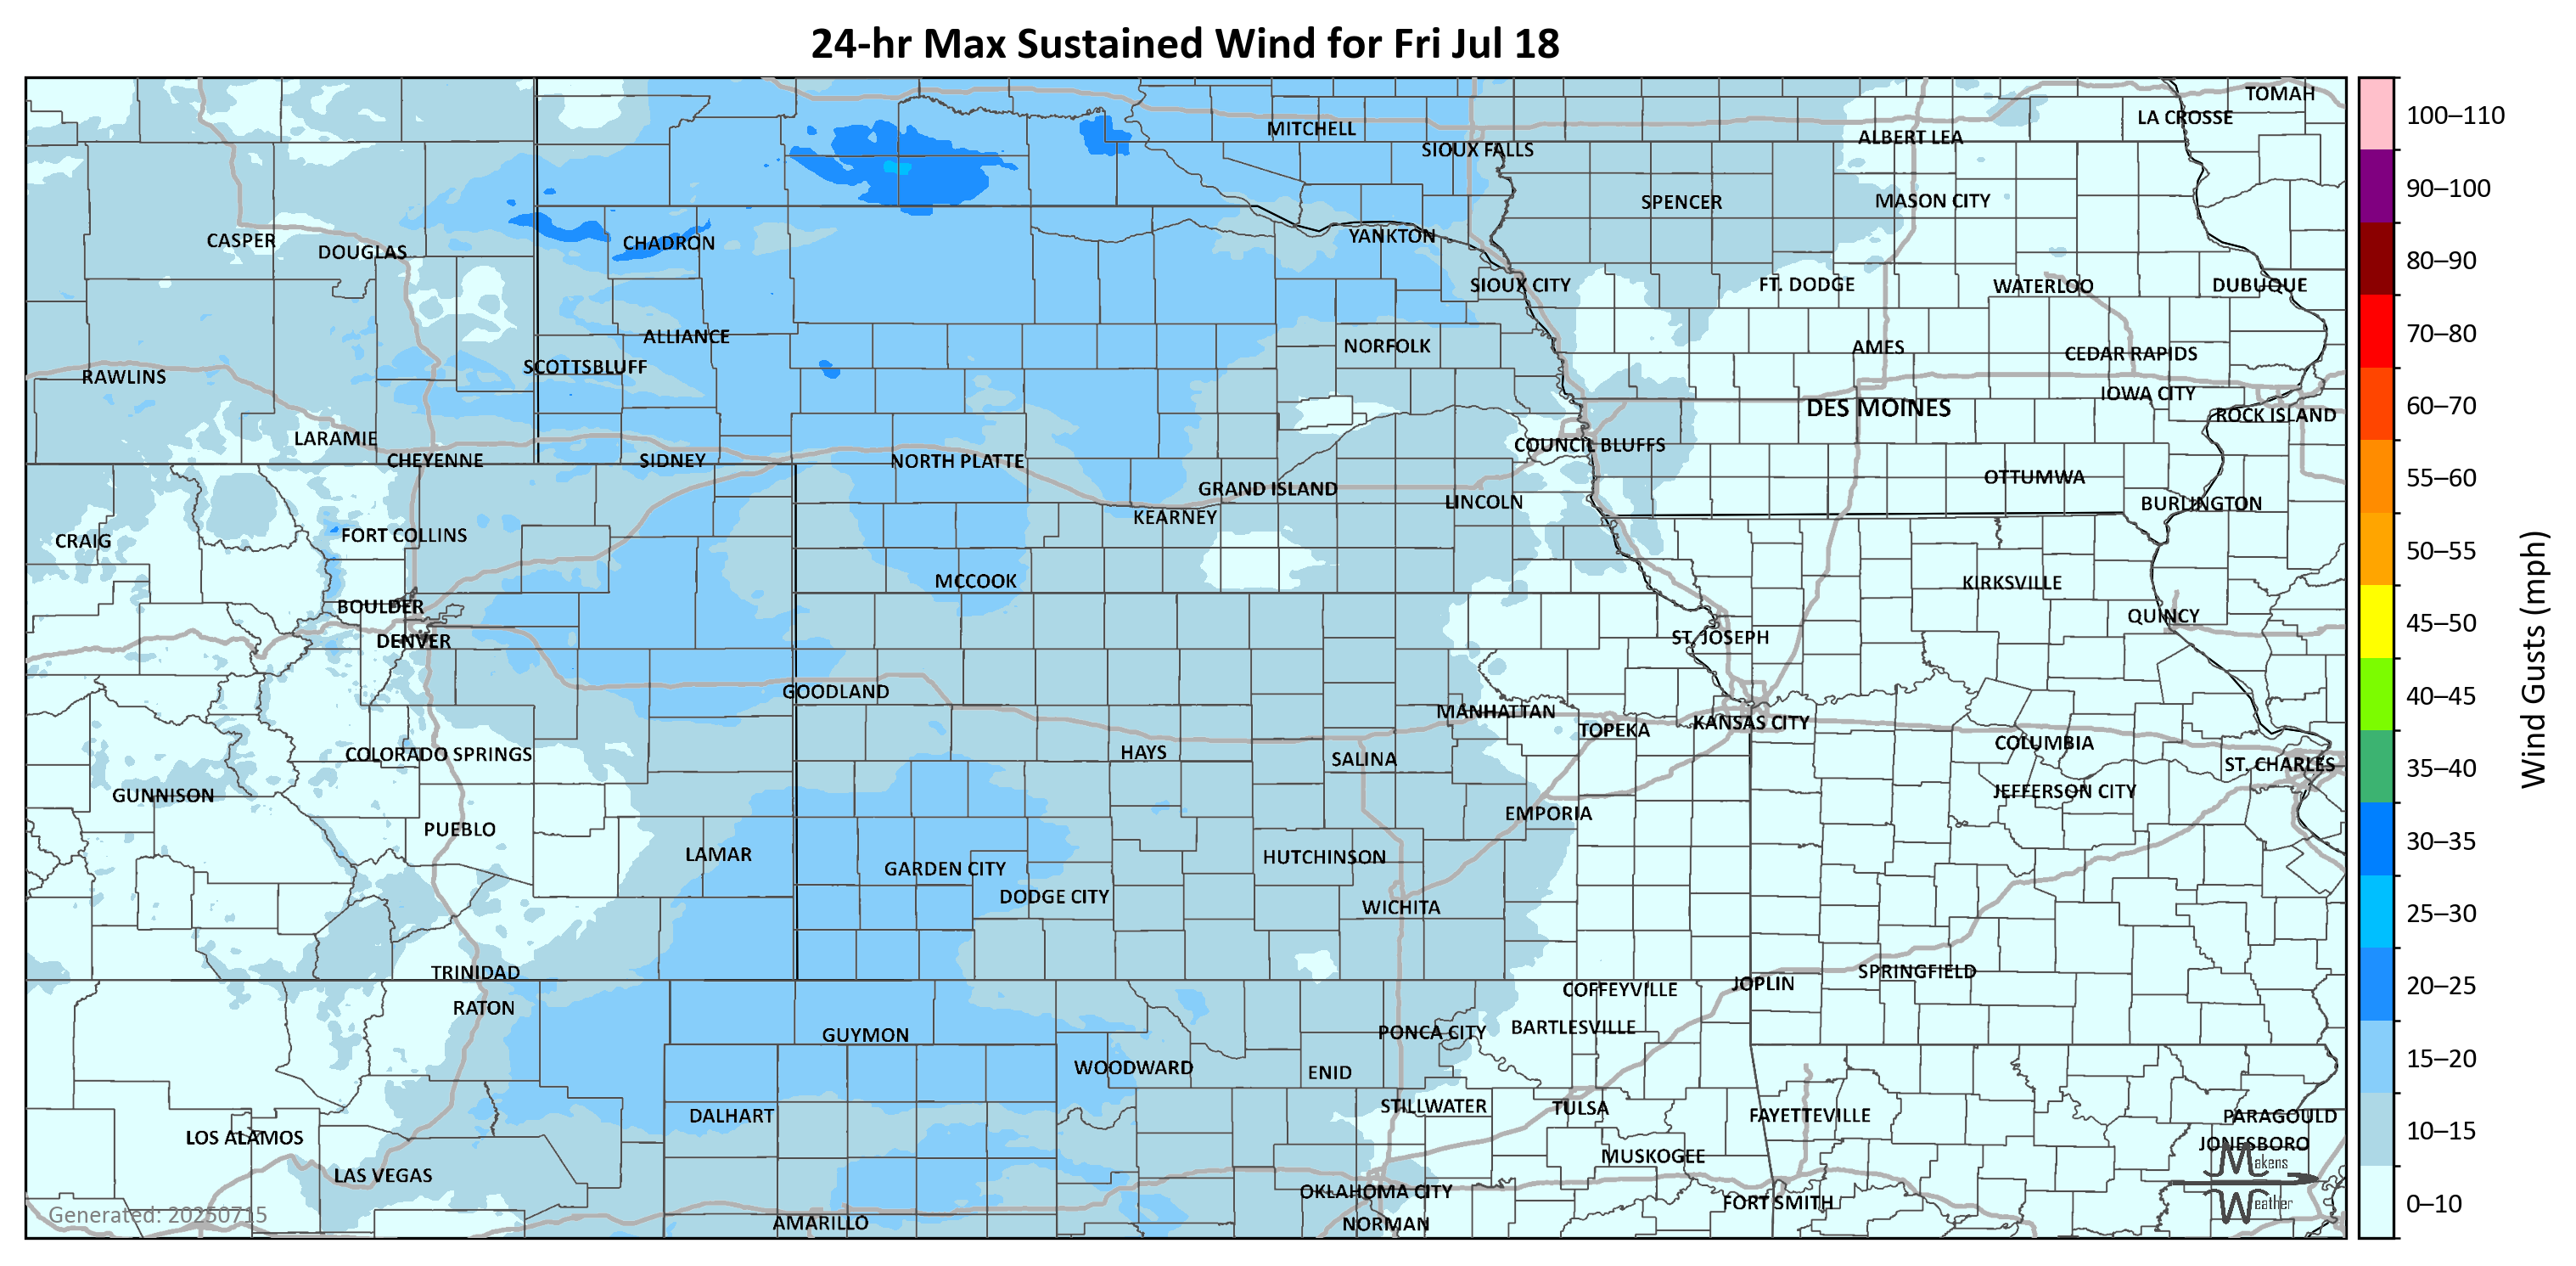 24-hr Max Sustained Wind for Fri Jul 18
TOMAH
LA CROSSE
MITCHELL
ALBERT LEA
SIOUX FALLS
SPENCER
MASON CITY
CASPER
CHADRON
YANKTON
DOUGLAS
SIOUX CITY
FT. DODGE
WATERLOO
DUBUQUE
ALLIANCE
NORFOLK
AMES
CEDAR RAPIDS
SCOTTSBLUFF
RAWLINS
IOWA CITY
DES MOINES
ROCK ISLAND
LARAMIE
COUNCIL BLUFFS
CHEYENNE
SIDNEY
NORTH PLATTE
OTTUMWA
GRAND ISLAND
LINCOLN
BURLINGTON
KEARNEY
CRAIG
FORT COLLINS
MCCOOK
KIRKSVILLE
BOULDER
QUINCY
DENVER
ST. JOSEPH
GOODLAND
MANHATTAN
KANSAS CITY
TOPEKA
COLUMBIA
COLORADO SPRINGS
HAYS
SALINA
ST. CHARLES
GUNNISON
JEFFERSON CITY
EMPORIA
PUEBLO
LAMAR
HUTCHINSON
GARDEN CITY
DODGE CITY
WICHITA
TRINIDAD
SPRINGFIELD
JOPLIN
COFFEYVILLE
RATON
GUYMON
PONCA CITY
BARTLESVILLE
WOODWARD
ENID
STILLWATER
TULSA
DALHART
FAYETTEVILLE
PARAGOULD
LOS ALAMOS
JONESBORO
MUSKOGEE
LAS VEGAS
OKLAHOMA CITY
FORT SMITH
AMARILLO
NORMAN
Generated: 20250715
Makens
Weather
100–110
90–100
80–90
70–80
60–70
55–60
50–55
45–50
40–45
35–40
30–35
25–30
20–25
15–20
10–15
0–10
Wind Gusts (mph)